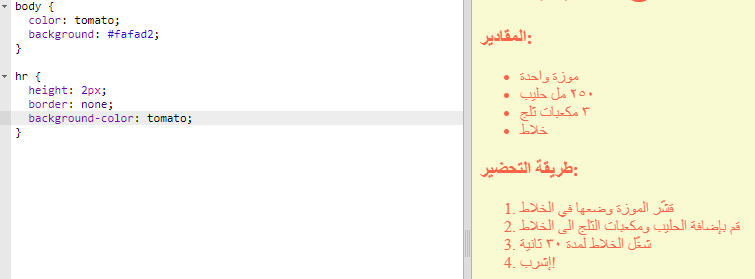 body {
color: tomato;
background: #fafad2;
}
hr {
height: 2px;
border: none;
background-color: tomato;
}
المقادير:
• موزة واحدة
• ٢٥٠ مل حليب
• ٣ مكعبات ثلج
• خلاط
طريقة التحضير:
1. قشّر الموزة وضعها في الخلاط
2. قم بإضافة الحليب ومكعبات الثلج الى الخلاط
3. شغّل الخلاط لمدة ٣٠ ثانية
4. إشرب!